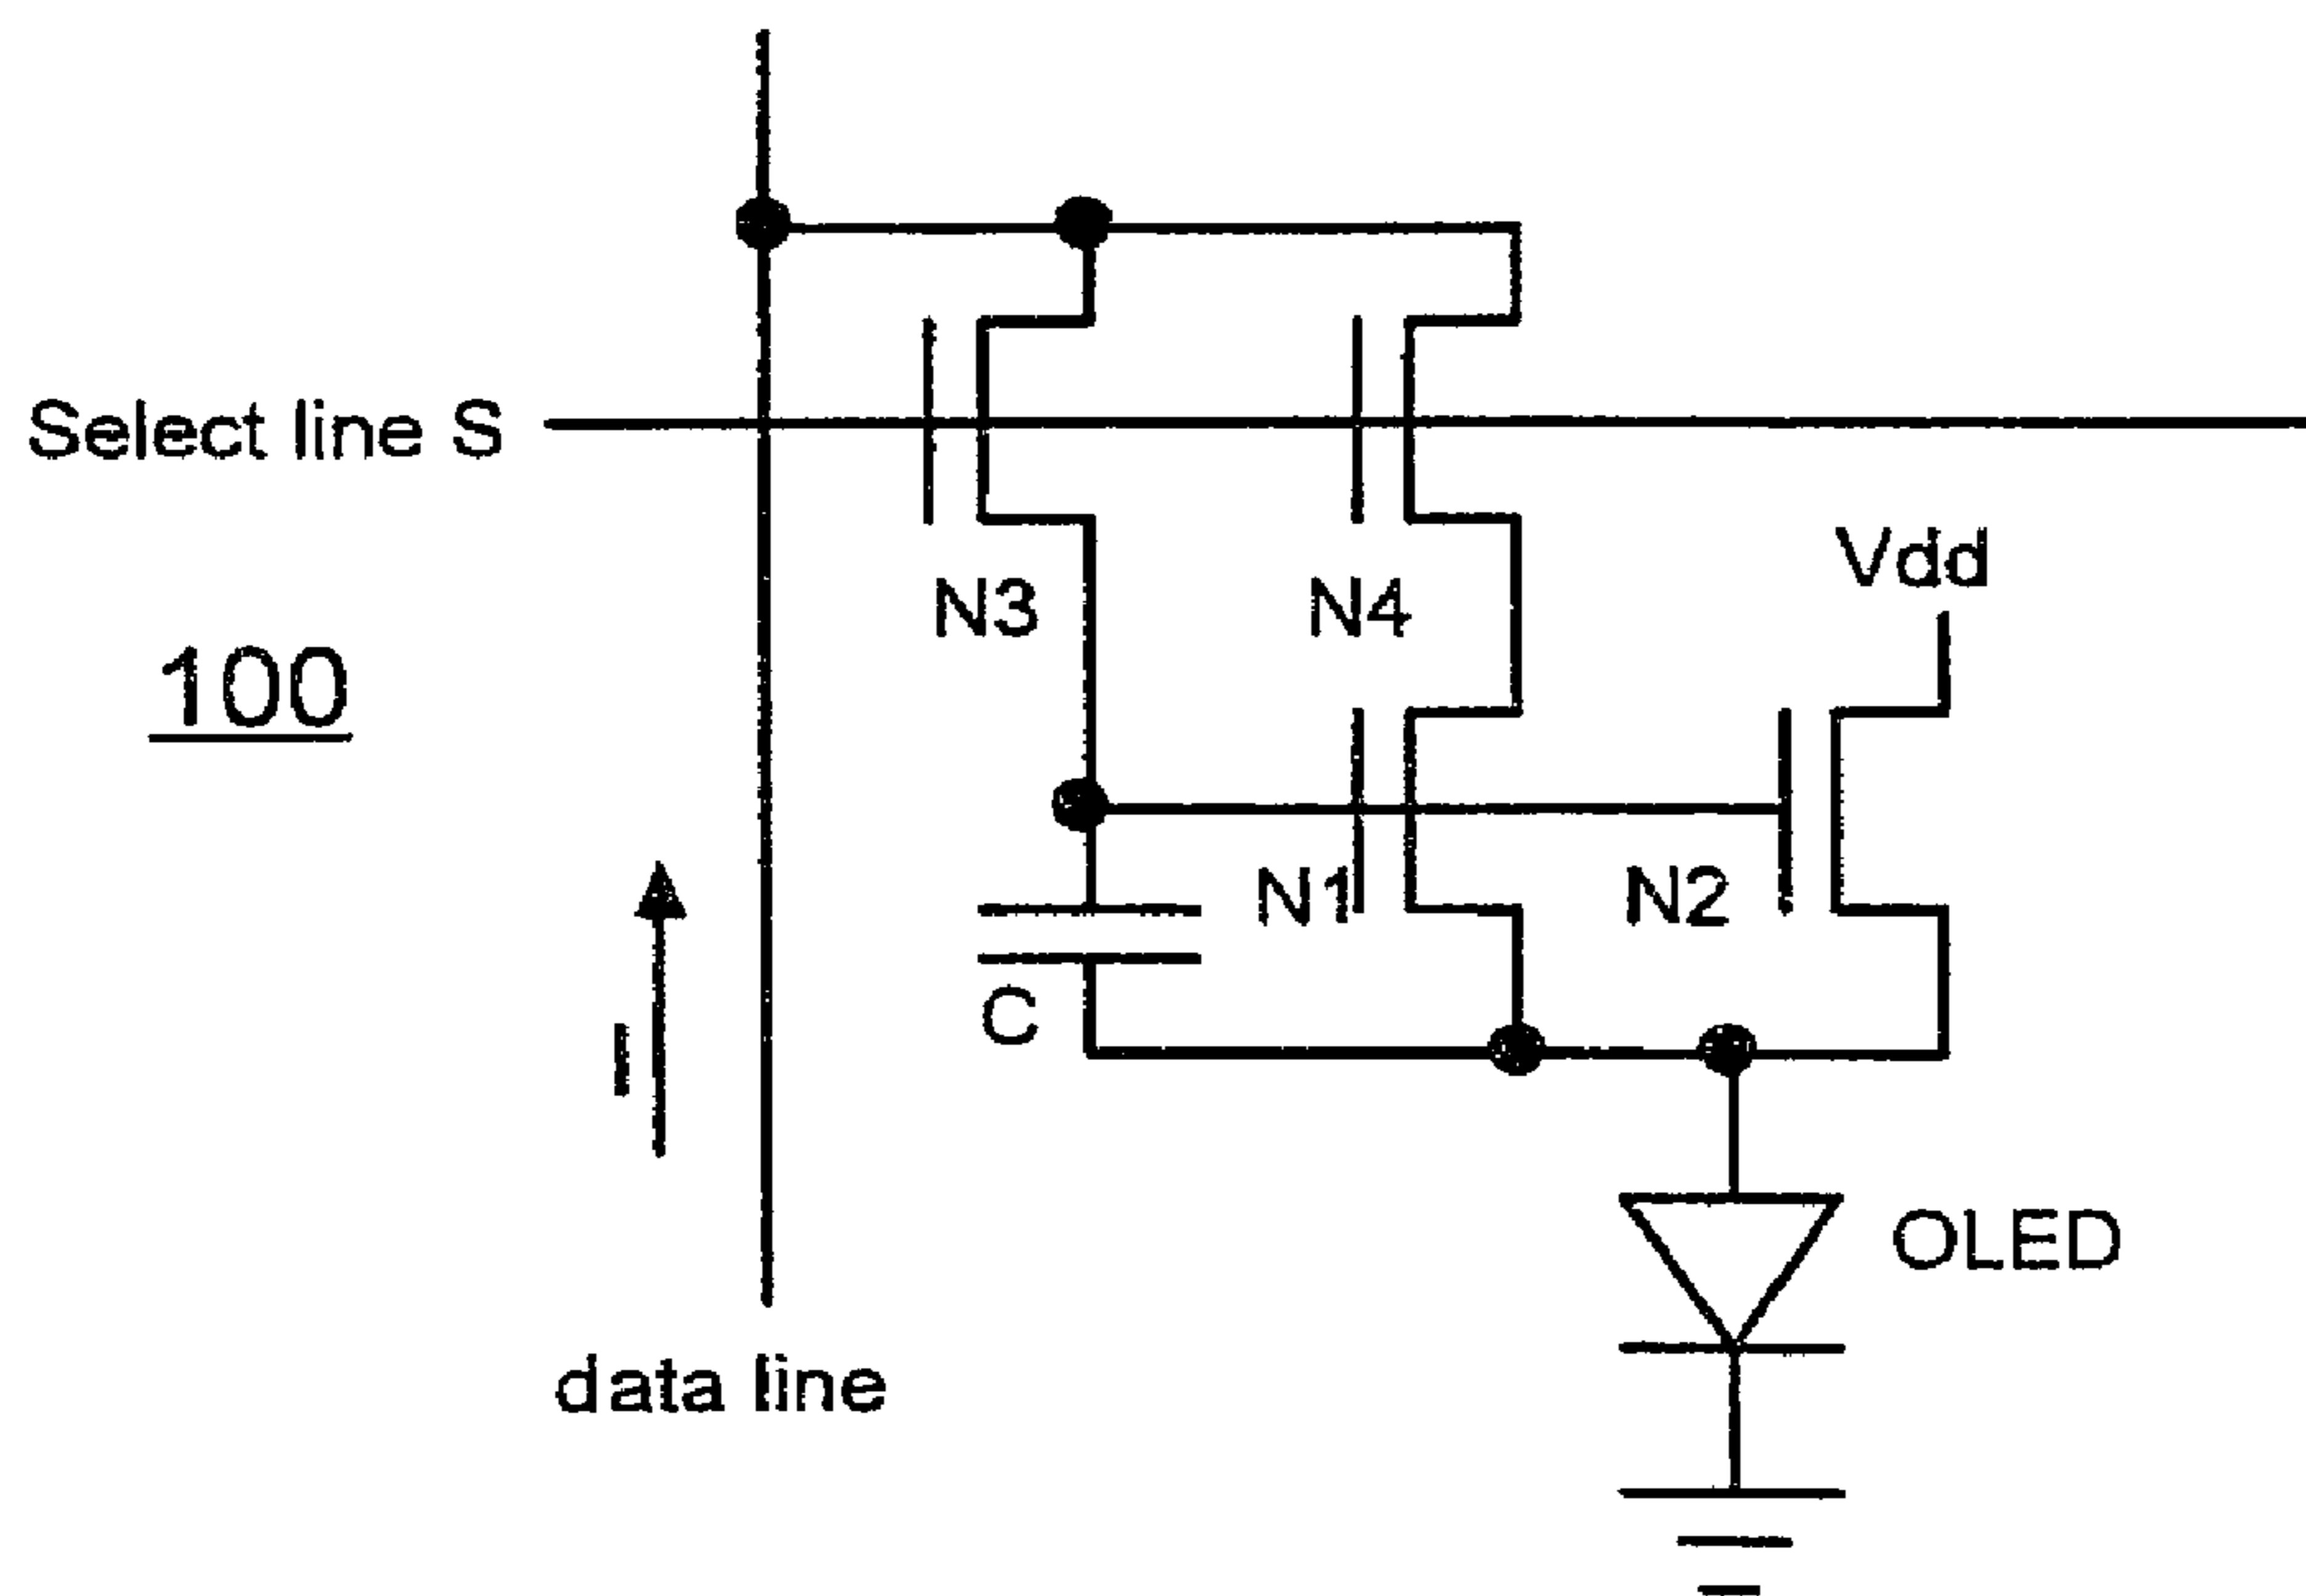 Select line S
Vdd
N3
N4
100
N1
N2
C
I
OLED
data line